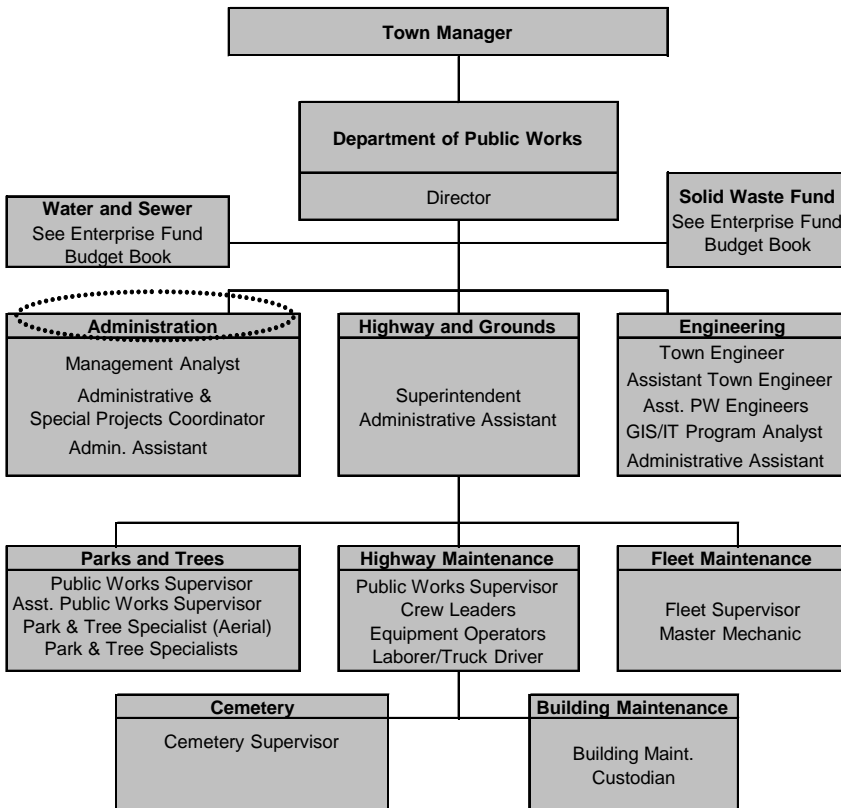 Town Manager
Department of Public Works
Director
Water and Sewer
See Enterprise Fund
Budget Book
Solid Waste Fund
See Enterprise Fund
Budget Book
Administration
Management Analyst
Administrative &
Special Projects Coordinator
Admin. Assistant
Highway and Grounds
Superintendent
Administrative Assistant
Engineering
Town Engineer
Assistant Town Engineer
Asst. PW Engineers
GIS/IT Program Analyst
Administrative Assistant
Parks and Trees
Public Works Supervisor
Asst. Public Works Supervisor
Park & Tree Specialist (Aerial)
Park & Tree Specialists
Highway Maintenance
Public Works Supervisor
Crew Leaders
Equipment Operators
Laborer/Truck Driver
Fleet Maintenance
Fleet Supervisor
Master Mechanic
Cemetery
Cemetery Supervisor
Building Maintenance
Building Maint.
Custodian